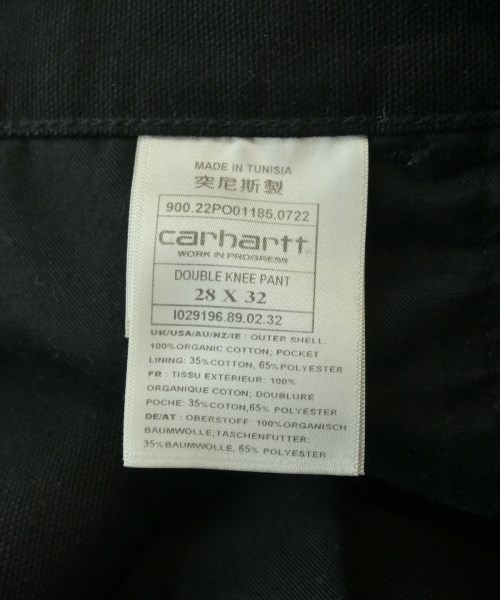 MADE IN TUNISIA
突尼斯製
900.22PO01185.0722
carhartt
WORK IN PROGRESS
DOUBLE KNEE PANT
28 X 32
I029196.89.02.32
UK/USA/AU/NZ/IE : OUTER SHELL
100%ORGANIC COTTON; POCKET
LINING: 35%COTTON, 65%POLYESTER
FR : TISSU EXTERIEUR: 100%
ORGANIQUE COTON; DOUBLURE
POCHE: 35%COTON,65% POLYESTER
DE/AT : OBERSTOFF: 100%ORGANISCH
BAUMWOLLE;TASCHENFUTTER:
35%BAUMWOLLE, 65% POLYESTER